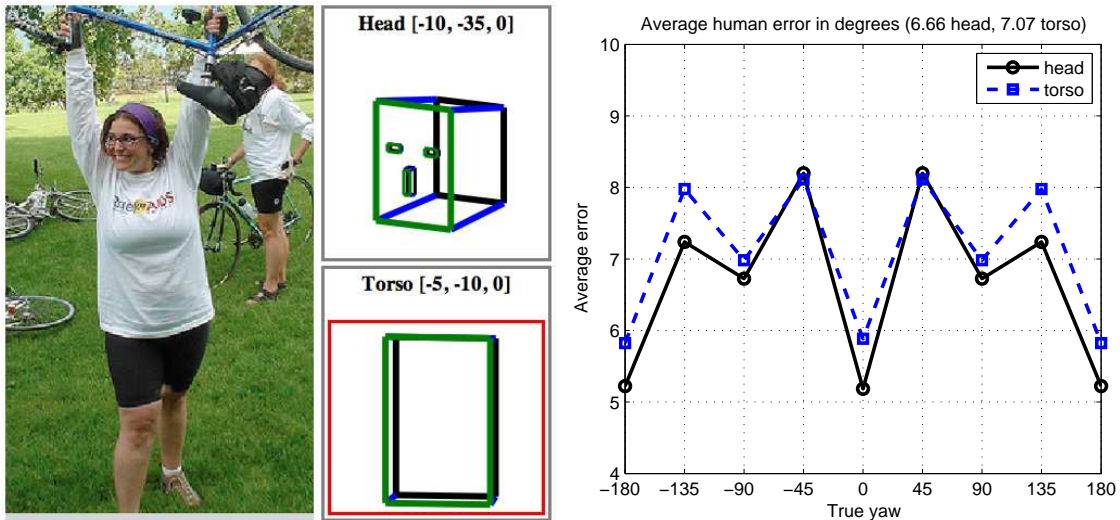 Head [-10, -35, 0]
Torso [-5, -10, 0]
Average human error in degrees (6.66 head, 7.07 torso)
head
torso
Average error
10
9
8
7
6
5
4
−180 −135 −90 −45 0 45 90 135 180
True yaw